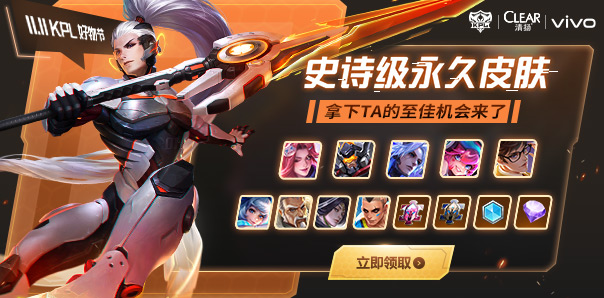 11.11 KPL 好物节
KPL
CLEAR
清扬
vivo
史诗级永久皮肤
拿下TA的至佳机会来了
立即领取